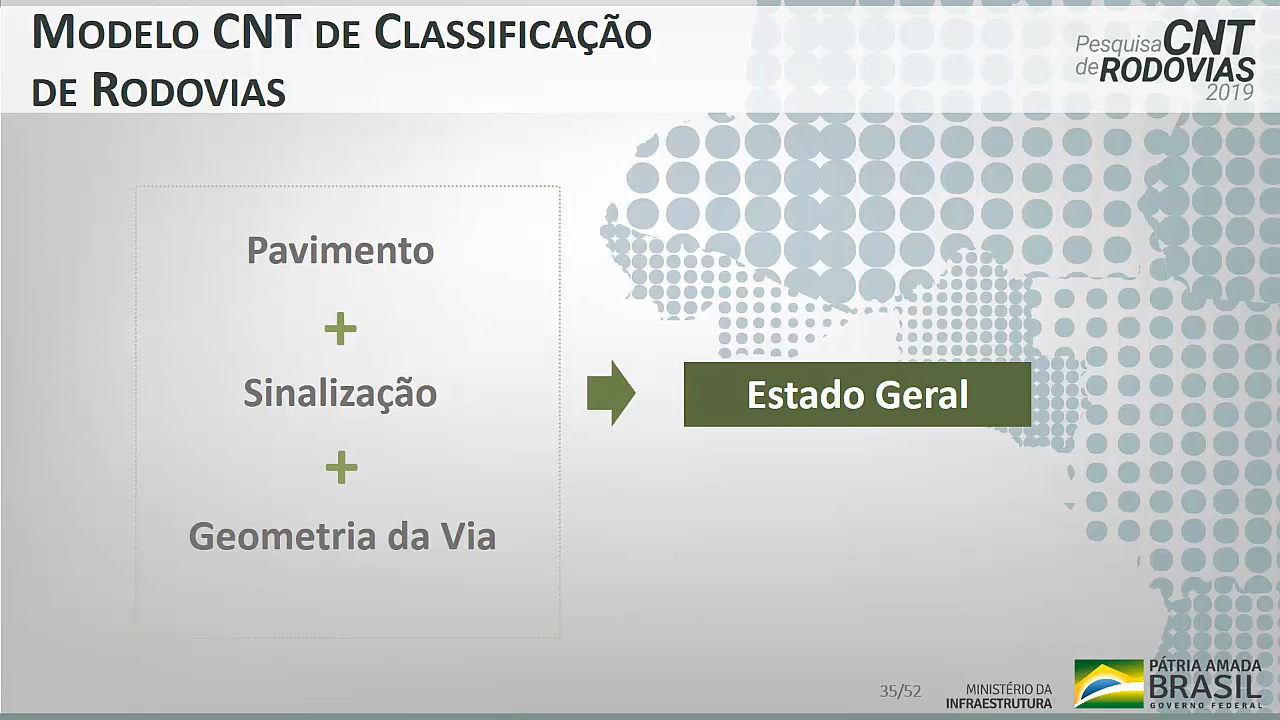 MODELO CNT DE CLASSIFICAÇÃO
DE RODOVIAS
Pesquisa CNT
de RODOVIAS
2019
Pavimento
+
Sinalização
+
Geometria da Via
Estado Geral
35/52
MINISTÉRIO DA
INFRAESTRUTURA
PÁTRIA AMADA
BRASIL
GOVERNO FEDERAL